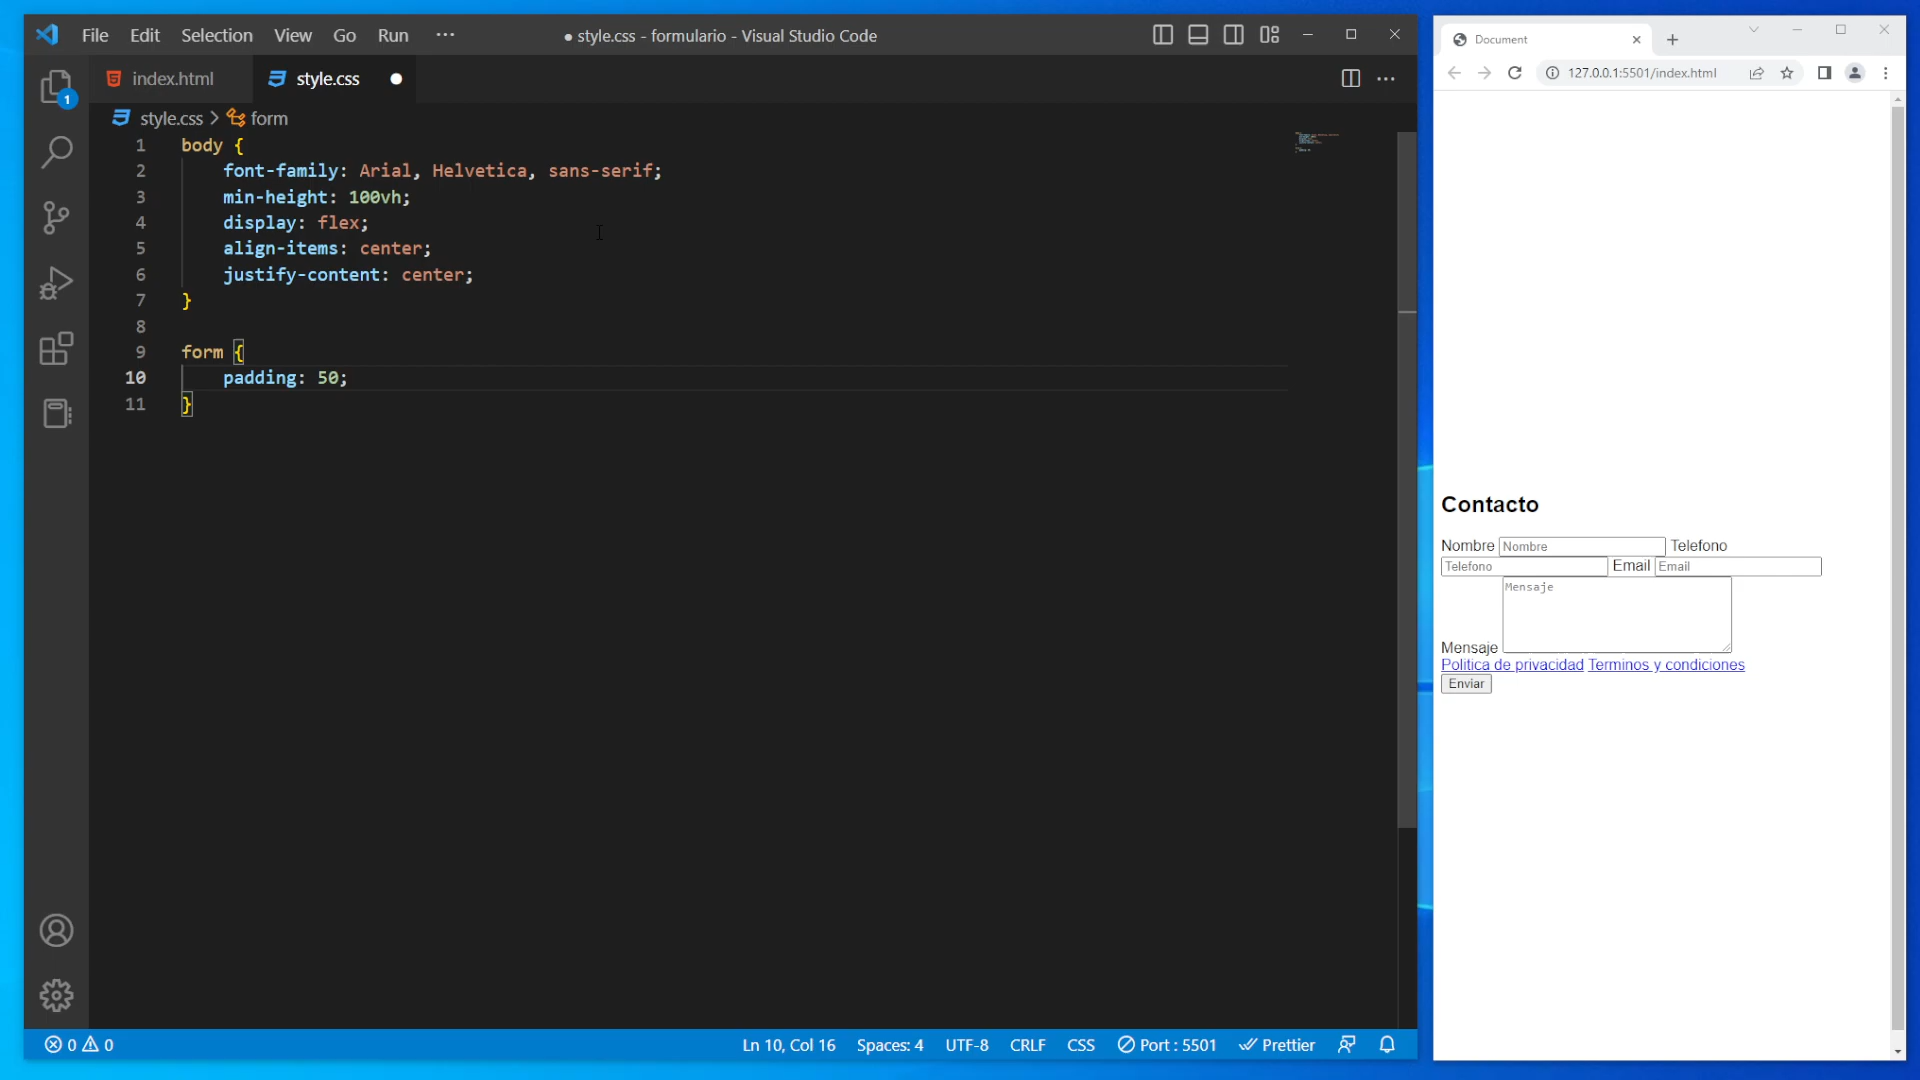 File Edit Selection View Go Run ··· ● style.css - formulario - Visual Studio Code
index.html style.css ●
style.css > form
1 body {
2 font-family: Arial, Helvetica, sans-serif;
3 min-height: 100vh;
4 display: flex;
5 align-items: center;
6 justify-content: center;
7 }
8
9 form {
10 padding: 50;
11 }
1
0 0 Ln 10, Col 16 Spaces: 4 UTF-8 CRLF CSS Port : 5501 Prettier
Document
127.0.0.1:5501/index.html
Contacto
Nombre Nombre Telefono
Telefono Email Email
Mensaje
Mensaje
Politica de privacidad Terminos y condiciones
Enviar